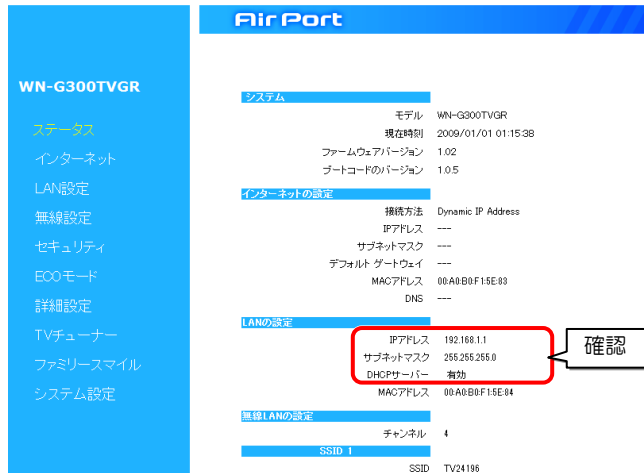 AirPort
WN-G300TVGR
ステータス
インターネット
LAN設定
無線設定
セキュリティ
ECOモード
詳細設定
TVチューナー
ファミリースマイル
システム設定
システム
モデル WN-G300TVGR
現在時刻 2009/01/01 01:15:38
ファームウェアバージョン 1.02
ブートコードのバージョン 1.0.5
インターネットの設定
接続方法 Dynamic IP Address
IPアドレス ---
サブネットマスク ---
デフォルト ゲートウェイ ---
MACアドレス 00:A0:B0:F1:5E:83
DNS ---
LANの設定
IPアドレス 192.168.1.1
サブネットマスク 255.255.255.0
DHCPサーバー 有効
確認
MACアドレス 00:A0:B0:F1:5E:84
無線LANの設定
チャンネル 4
SSID 1
SSID TV24196